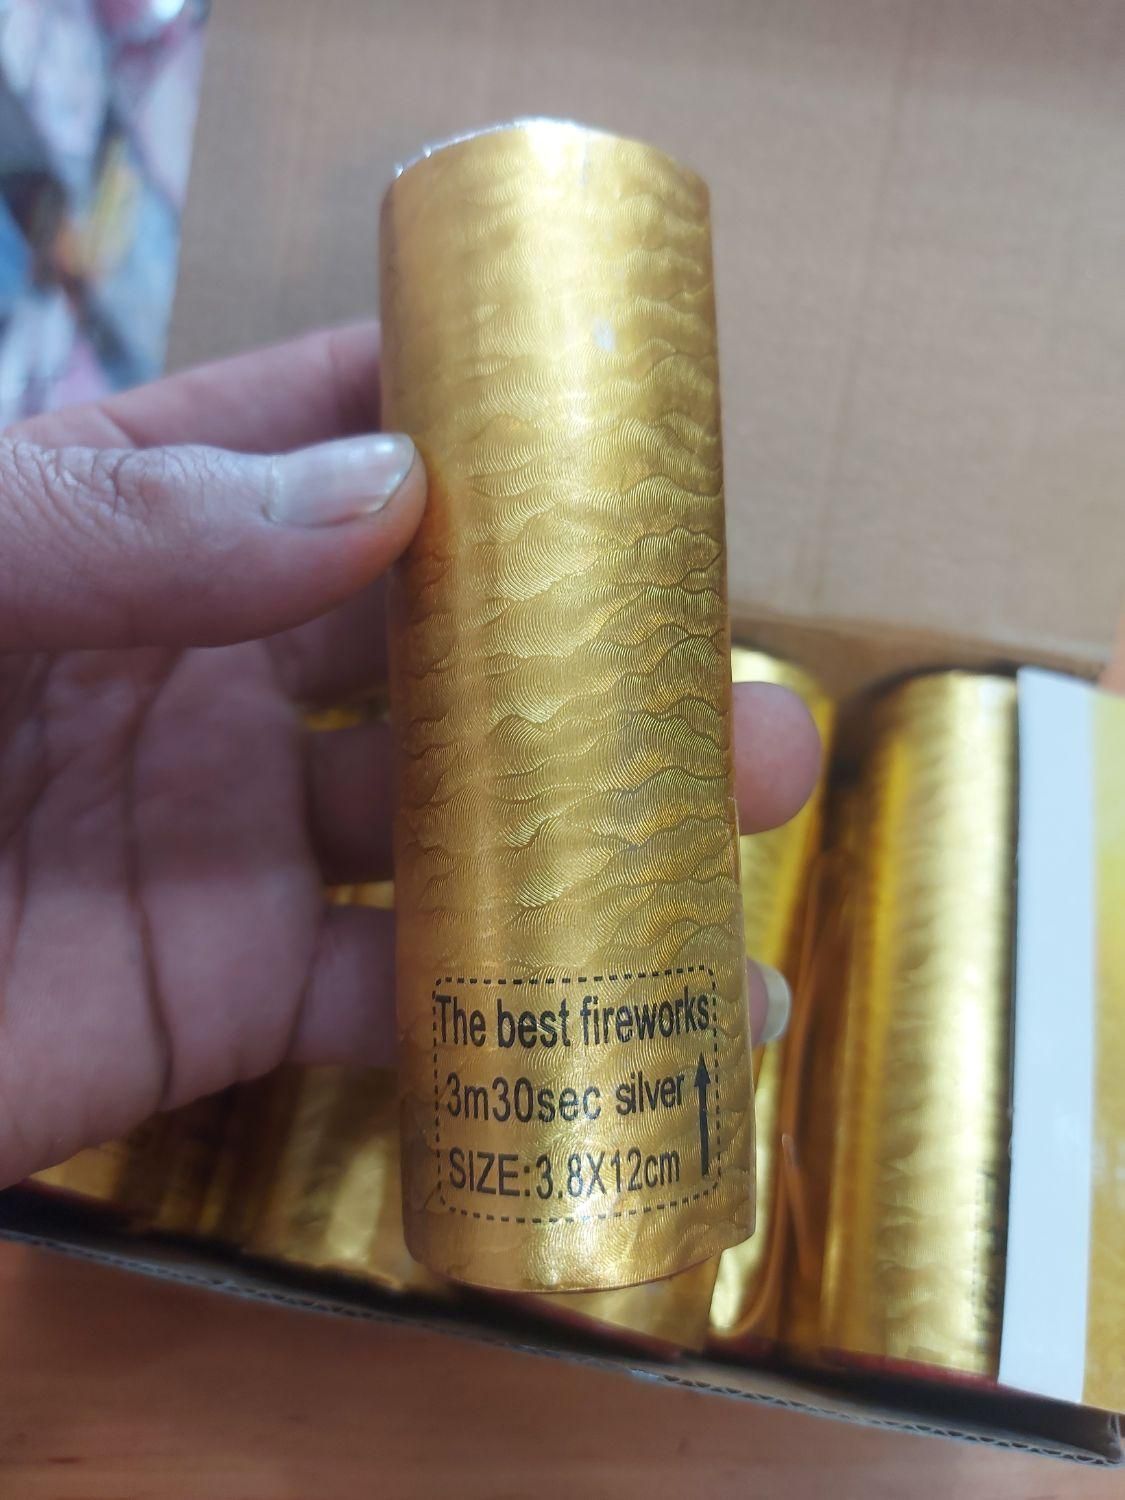 The best fireworks
3m30sec silver
SIZE:3.8X12cm